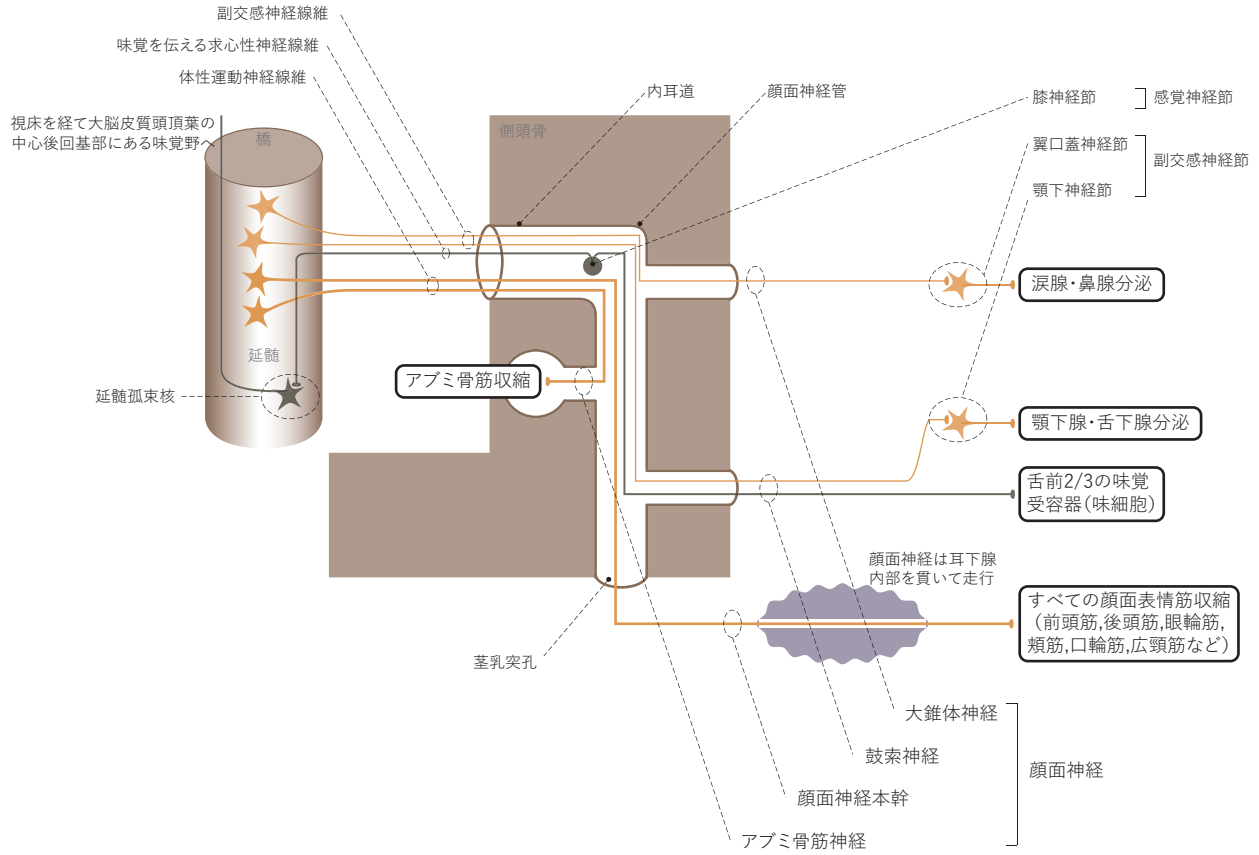 副交感神経線維
味覚を伝える求心性神経線維
体性運動神経線維
視床を経て大脳皮質頭頂葉の
中心後回基部にある味覚野
橋
延髄
延髄孤束核
内耳道
顔面神経管
側頭骨
膝神経節
感覚神経節
翼口蓋神経節
副交感神経節
顎下神経節
涙腺・鼻腺分泌
アブミ骨筋収縮
顎下腺・舌下腺分泌
舌前2/3の味覚
受容器(味細胞)
顔面神経は耳下腺
内部を貫いて走行
すべての顔面表情筋収縮
(前頭筋,後頭筋,眼輪筋,
頬筋,口輪筋,広頸筋など)
茎乳突孔
大錐体神経
鼓索神経
顔面神経
顔面神経本幹
アブミ骨筋神経